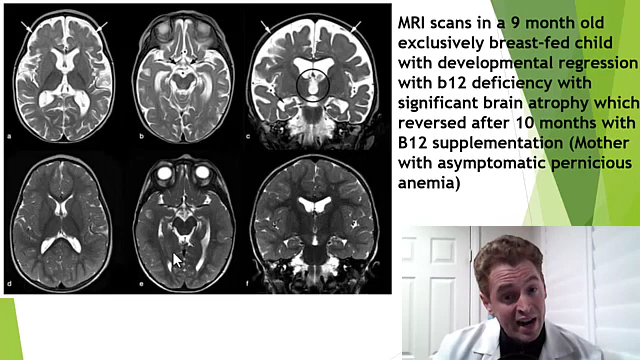 MRI scans in a 9 month old
exclusively breast-fed child
with developmental regression
with b12 deficiency with
significant brain atrophy which
reversed after 10 months with
B12 supplementation (Mother
with asymptomatic pernicious
anemia)
a
b
c
d
e
f